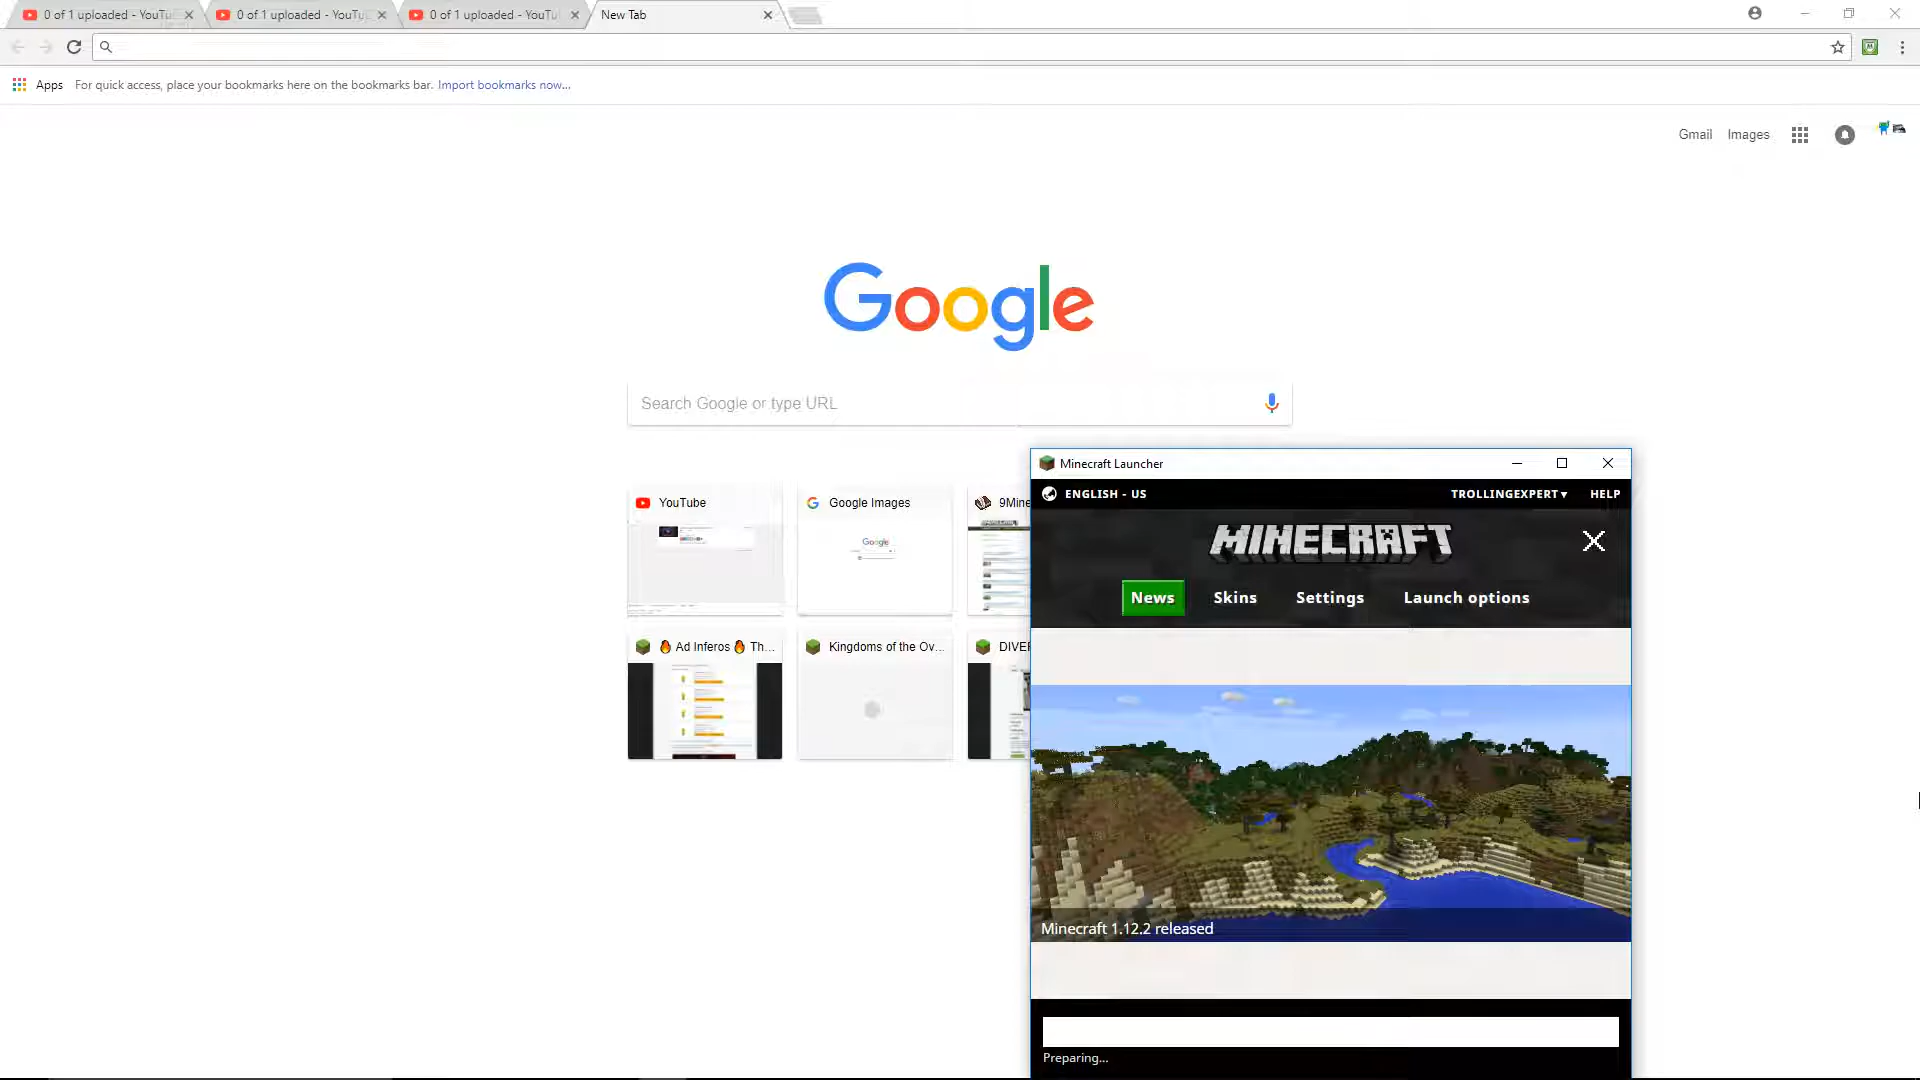 0 of 1 uploaded - YouTu
0 of 1 uploaded - YouTu
0 of 1 uploaded - YouTu
New Tab
Apps
For quick access, place your bookmarks here on the bookmarks bar. Import bookmarks now...
Gmail
Images
Google
Search Google or type URL
YouTube
Google Images
9Mine
Ad Inferos
Th...
Kingdoms of the Ov...
DIVER
Minecraft Launcher
ENGLISH - US
TROLLINGEXPERT
HELP
MINECRAFT
News
Skins
Settings
Launch options
Minecraft 1.12.2 released
Preparing...